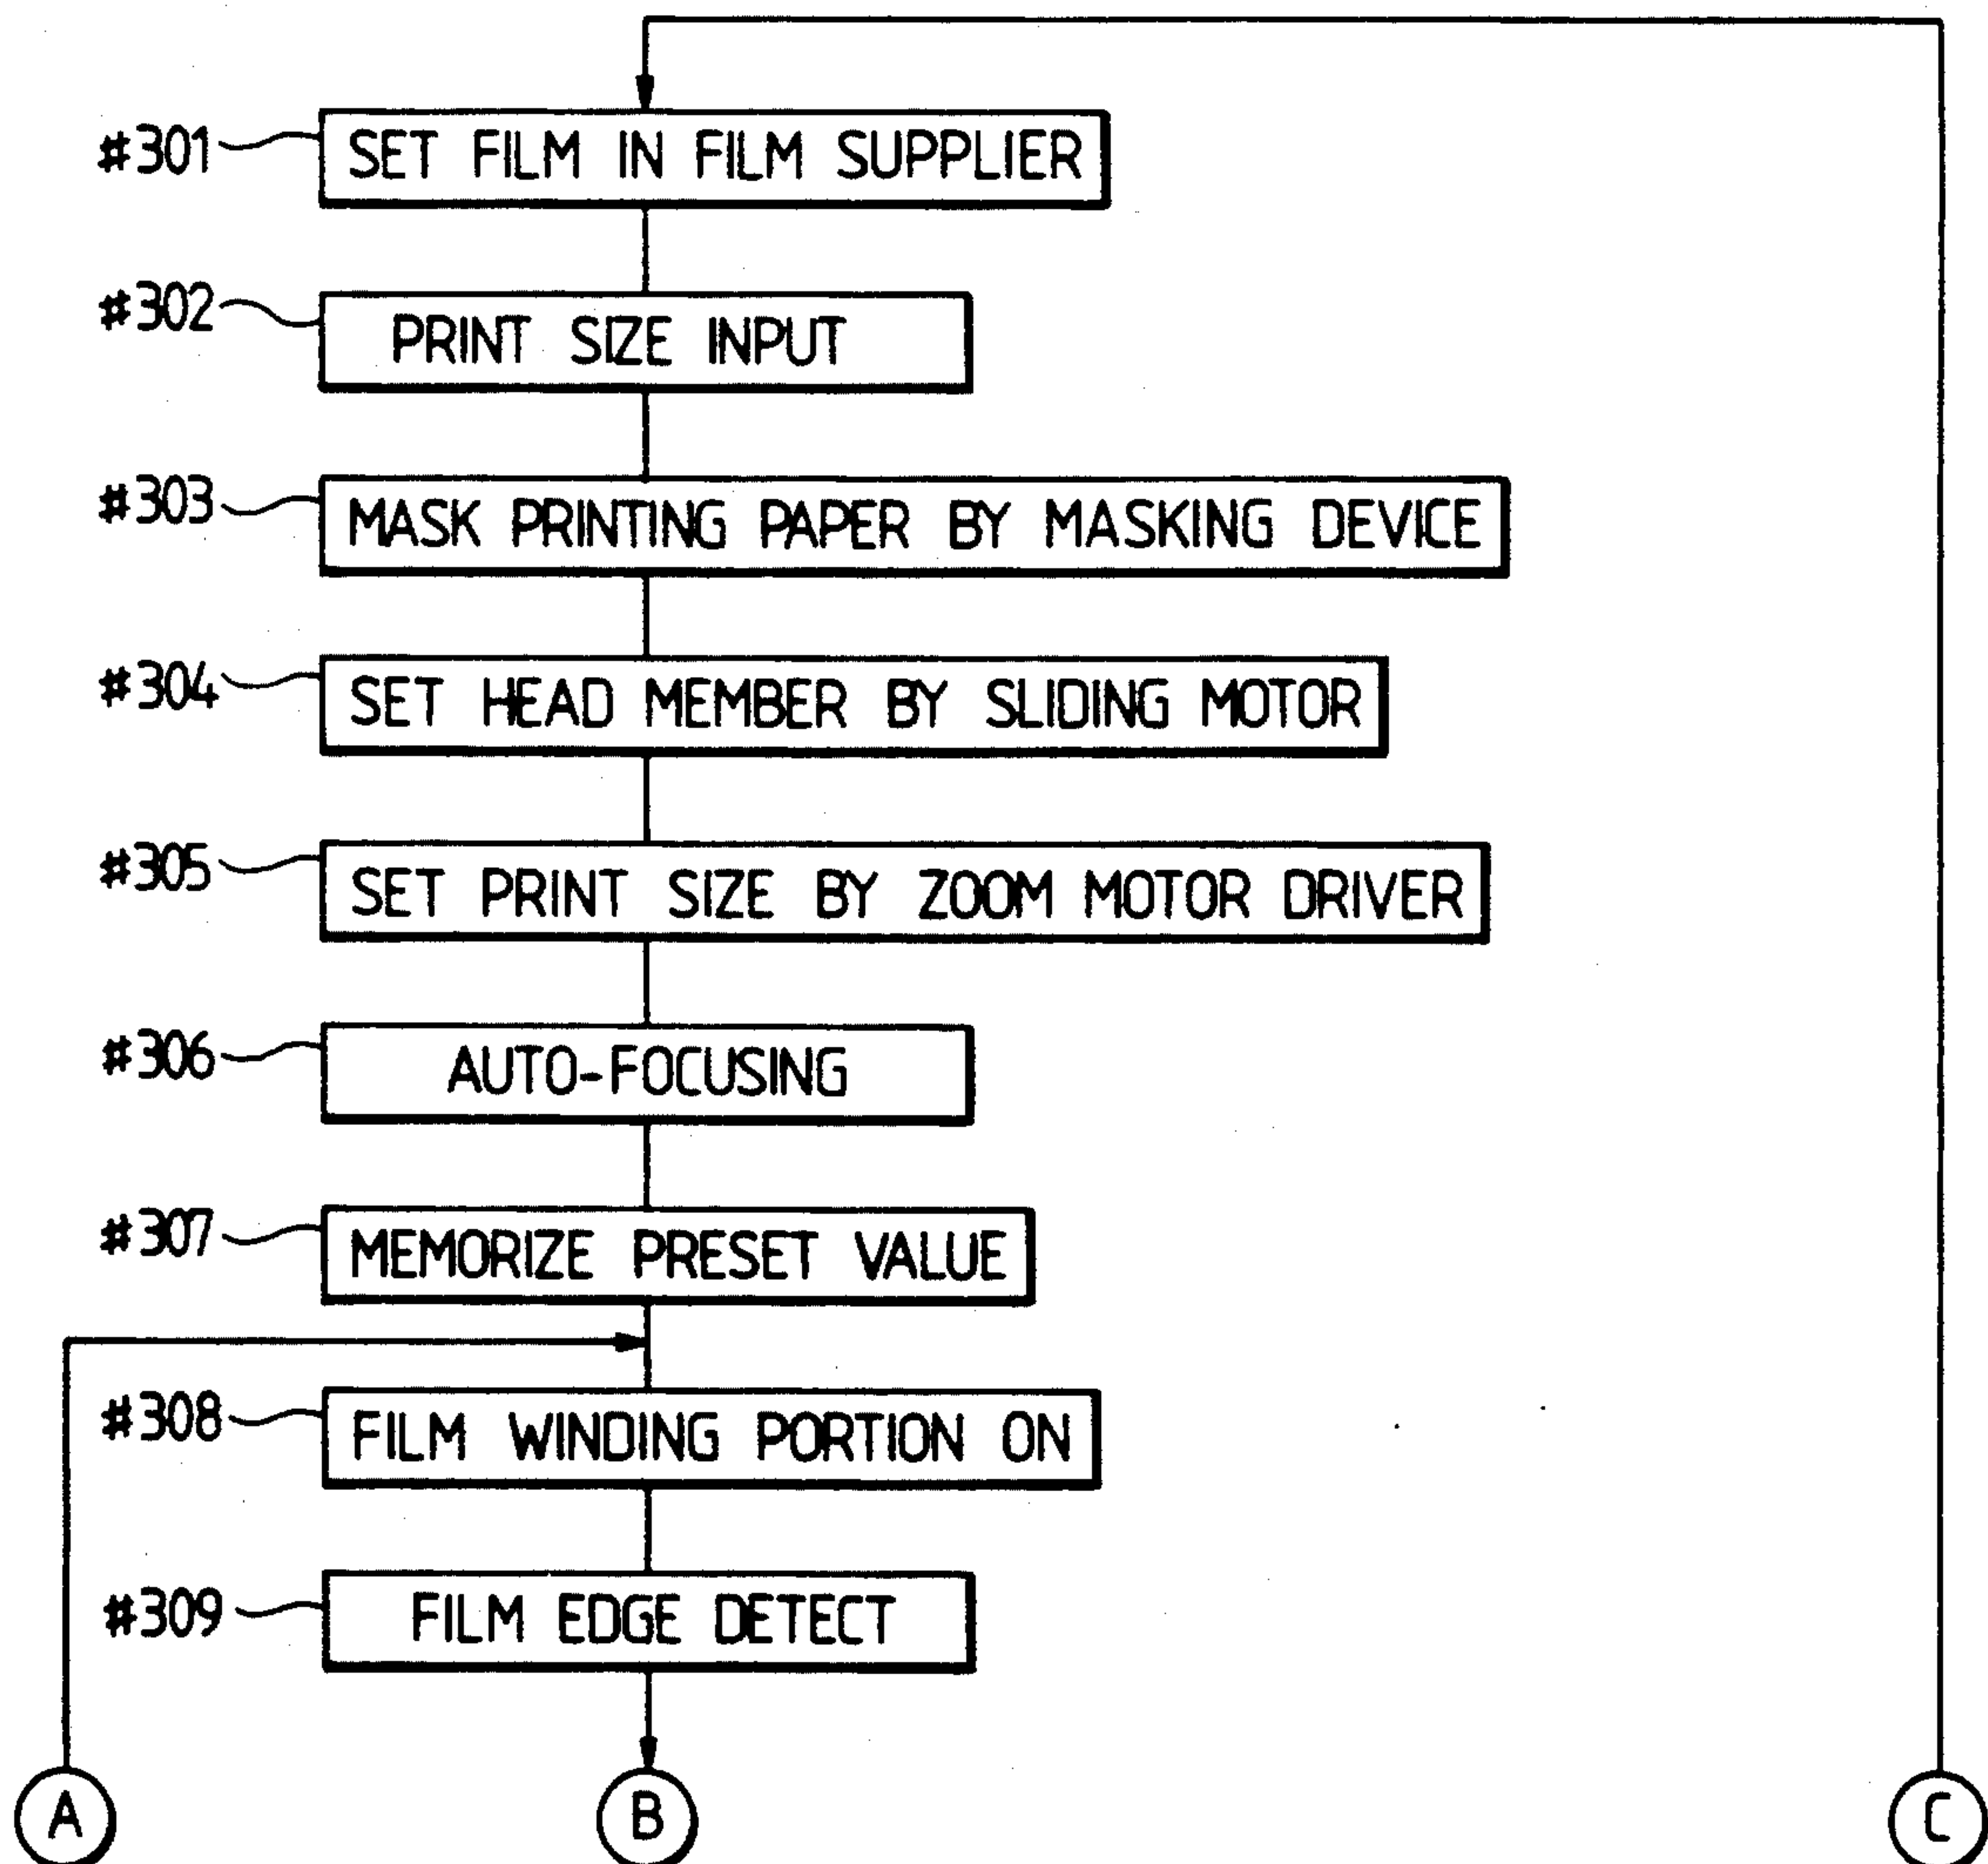 #301 SET FILM IN FILM SUPPLIER
#302 PRINT SIZE INPUT
#303 MASK PRINTING PAPER BY MASKING DEVICE
#304 SET HEAD MEMBER BY SLIDING MOTOR
#305 SET PRINT SIZE BY ZOOM MOTOR DRIVER
#306 AUTO-FOCUSING
#307 MEMORIZE PRESET VALUE
#308 FILM WINDING PORTION ON
#309 FILM EDGE DETECT
A B C